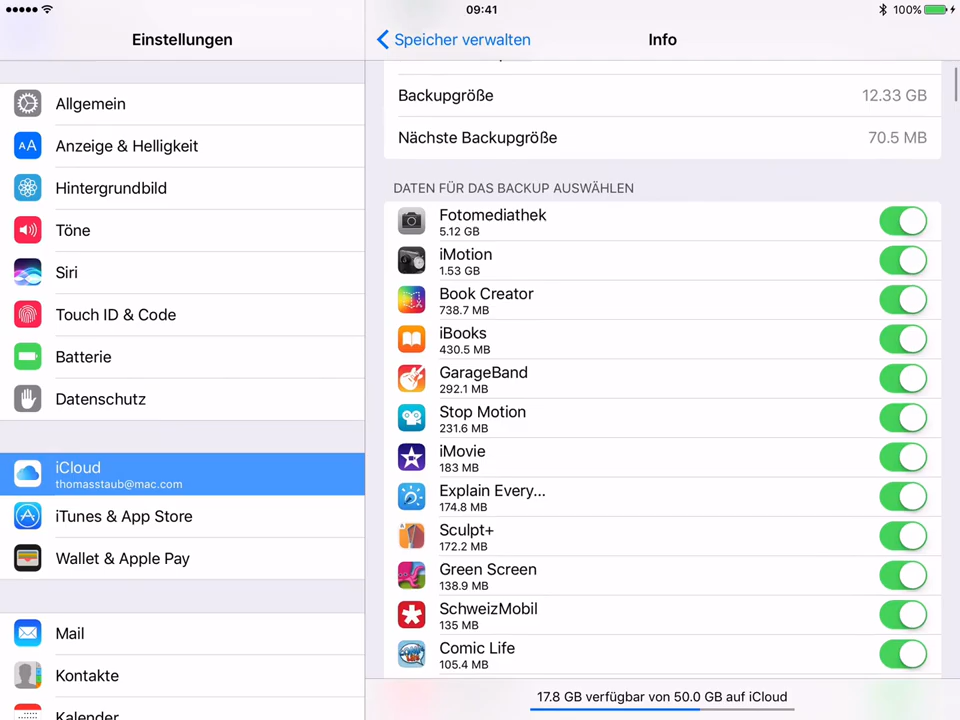 09:41
100%
Einstellungen
Speicher verwalten
Info
Allgemein
AA
Anzeige & Helligkeit
Hintergrundbild
Töne
Siri
Touch ID & Code
Batterie
Datenschutz
iCloud
thomasstaub@mac.com
iTunes & App Store
Wallet & Apple Pay
Mail
Kontakte
Kalender
Backupgröße
12.33 GB
Nächste Backupgröße
70.5 MB
DATEN FÜR DAS BACKUP AUSWÄHLEN
Fotomediathek
5.12 GB
iMotion
1.53 GB
Book Creator
738.7 MB
iBooks
430.5 MB
GarageBand
292.1 MB
Stop Motion
231.6 MB
iMovie
183 MB
Explain Every...
174.8 MB
Sculpt+
172.2 MB
Green Screen
138.9 MB
SchweizMobil
135 MB
Comic Life
105.4 MB
17.8 GB verfügbar von 50.0 GB auf iCloud